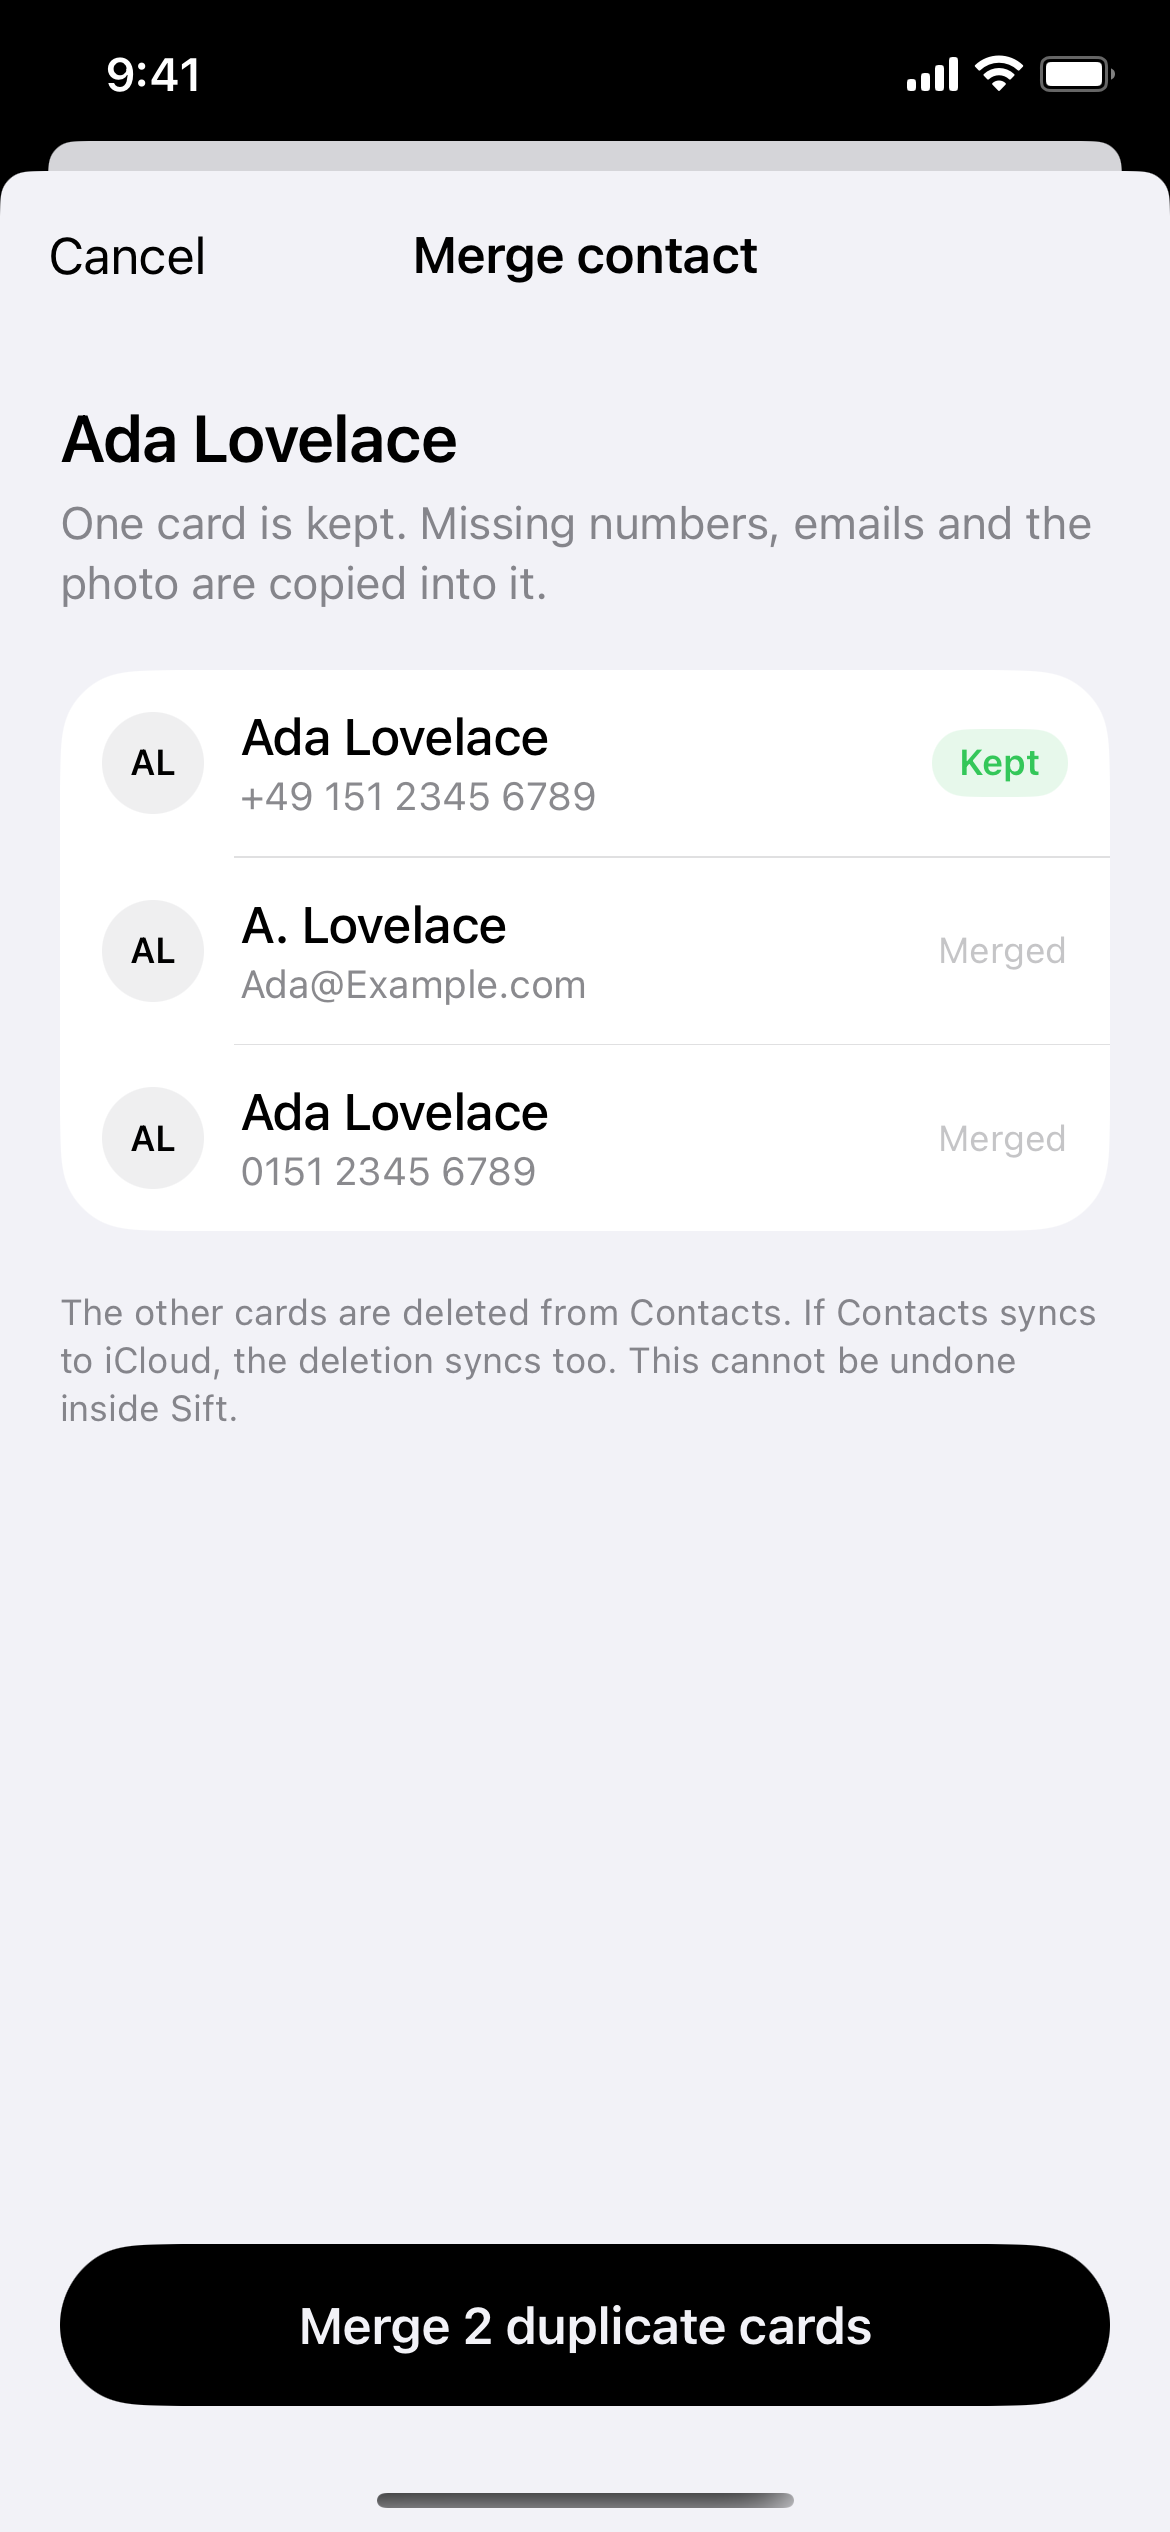 9:41
Cancel
Merge contact
Ada Lovelace
One card is kept. Missing numbers, emails and the
photo are copied into it.
AL
Ada Lovelace
+49 151 2345 6789
Kept
AL
A. Lovelace
Ada@Example.com
Merged
AL
Ada Lovelace
0151 2345 6789
Merged
The other cards are deleted from Contacts. If Contacts syncs
to iCloud, the deletion syncs too. This cannot be undone
inside Sift.
Merge 2 duplicate cards